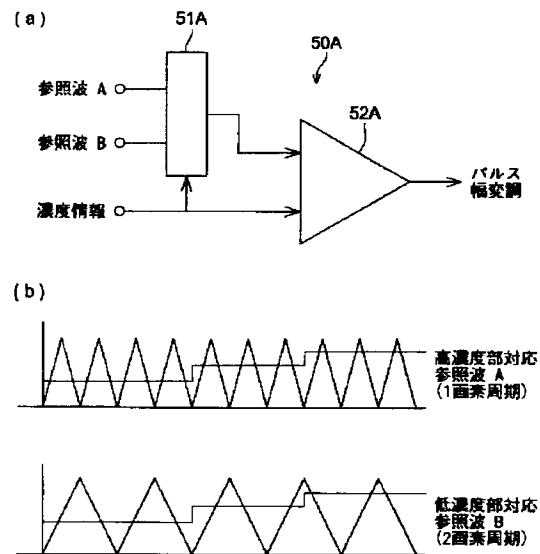 (a)
51A
50A
参照波 A
52A
参照波 B
パルス
幅変調
濃度情報
(b)
高濃度部対応
参照波 A
(1画素周期)
低濃度部対応
参照波 B
(2画素周期)